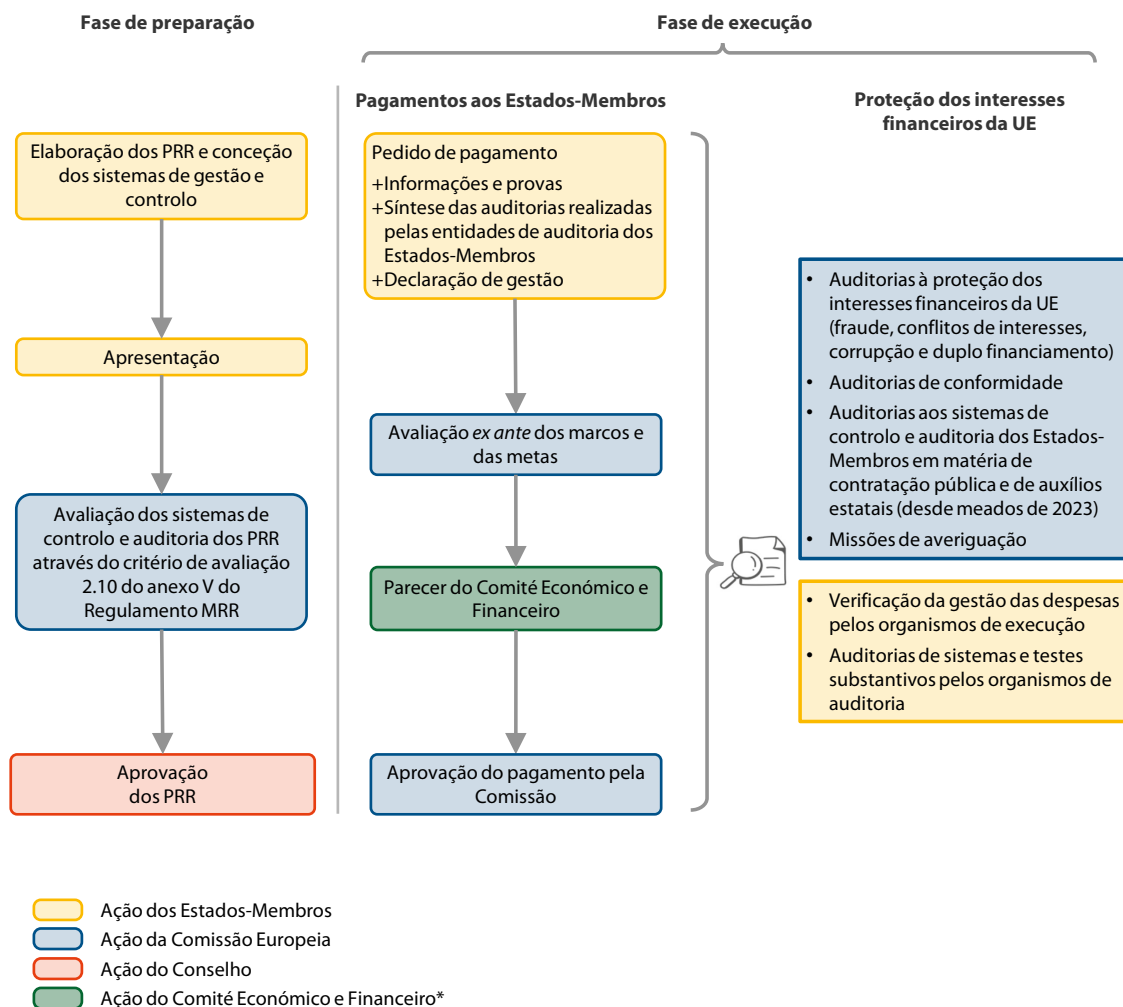 Fase de preparação
Fase de execução
Pagamentos aos Estados-Membros
Proteção dos interesses
financeiros da UE
Elaboração dos PRR e conceção
dos sistemas de gestão e
controlo
Apresentação
Avaliação dos sistemas de
controlo e auditoria dos PRR
através do critério de avaliação
2.10 do anexo V do
Regulamento MRR
Aprovação
dos PRR
Pedido de pagamento
+Informações e provas
+Síntese das auditorias realizadas
pelas entidades de auditoria dos
Estados-Membros
+Declaração de gestão
Avaliação ex ante dos marcos e
das metas
Parecer do Comité Económico e
Financeiro
Aprovação do pagamento pela
Comissão
• Auditorias à proteção dos
interesses financeiros da UE
(fraude, conflitos de interesses,
corrupção e duplo financiamento)
• Auditorias de conformidade
• Auditorias aos sistemas de
controlo e auditoria dos Estados-
Membros em matéria de
contratação pública e de auxílios
estatais (desde meados de 2023)
• Missões de averiguação
• Verificação da gestão das despesas
pelos organismos de execução
• Auditorias de sistemas e testes
substantivos pelos organismos de
auditoria
Ação dos Estados-Membros
Ação da Comissão Europeia
Ação do Conselho
Ação do Comité Económico e Financeiro*